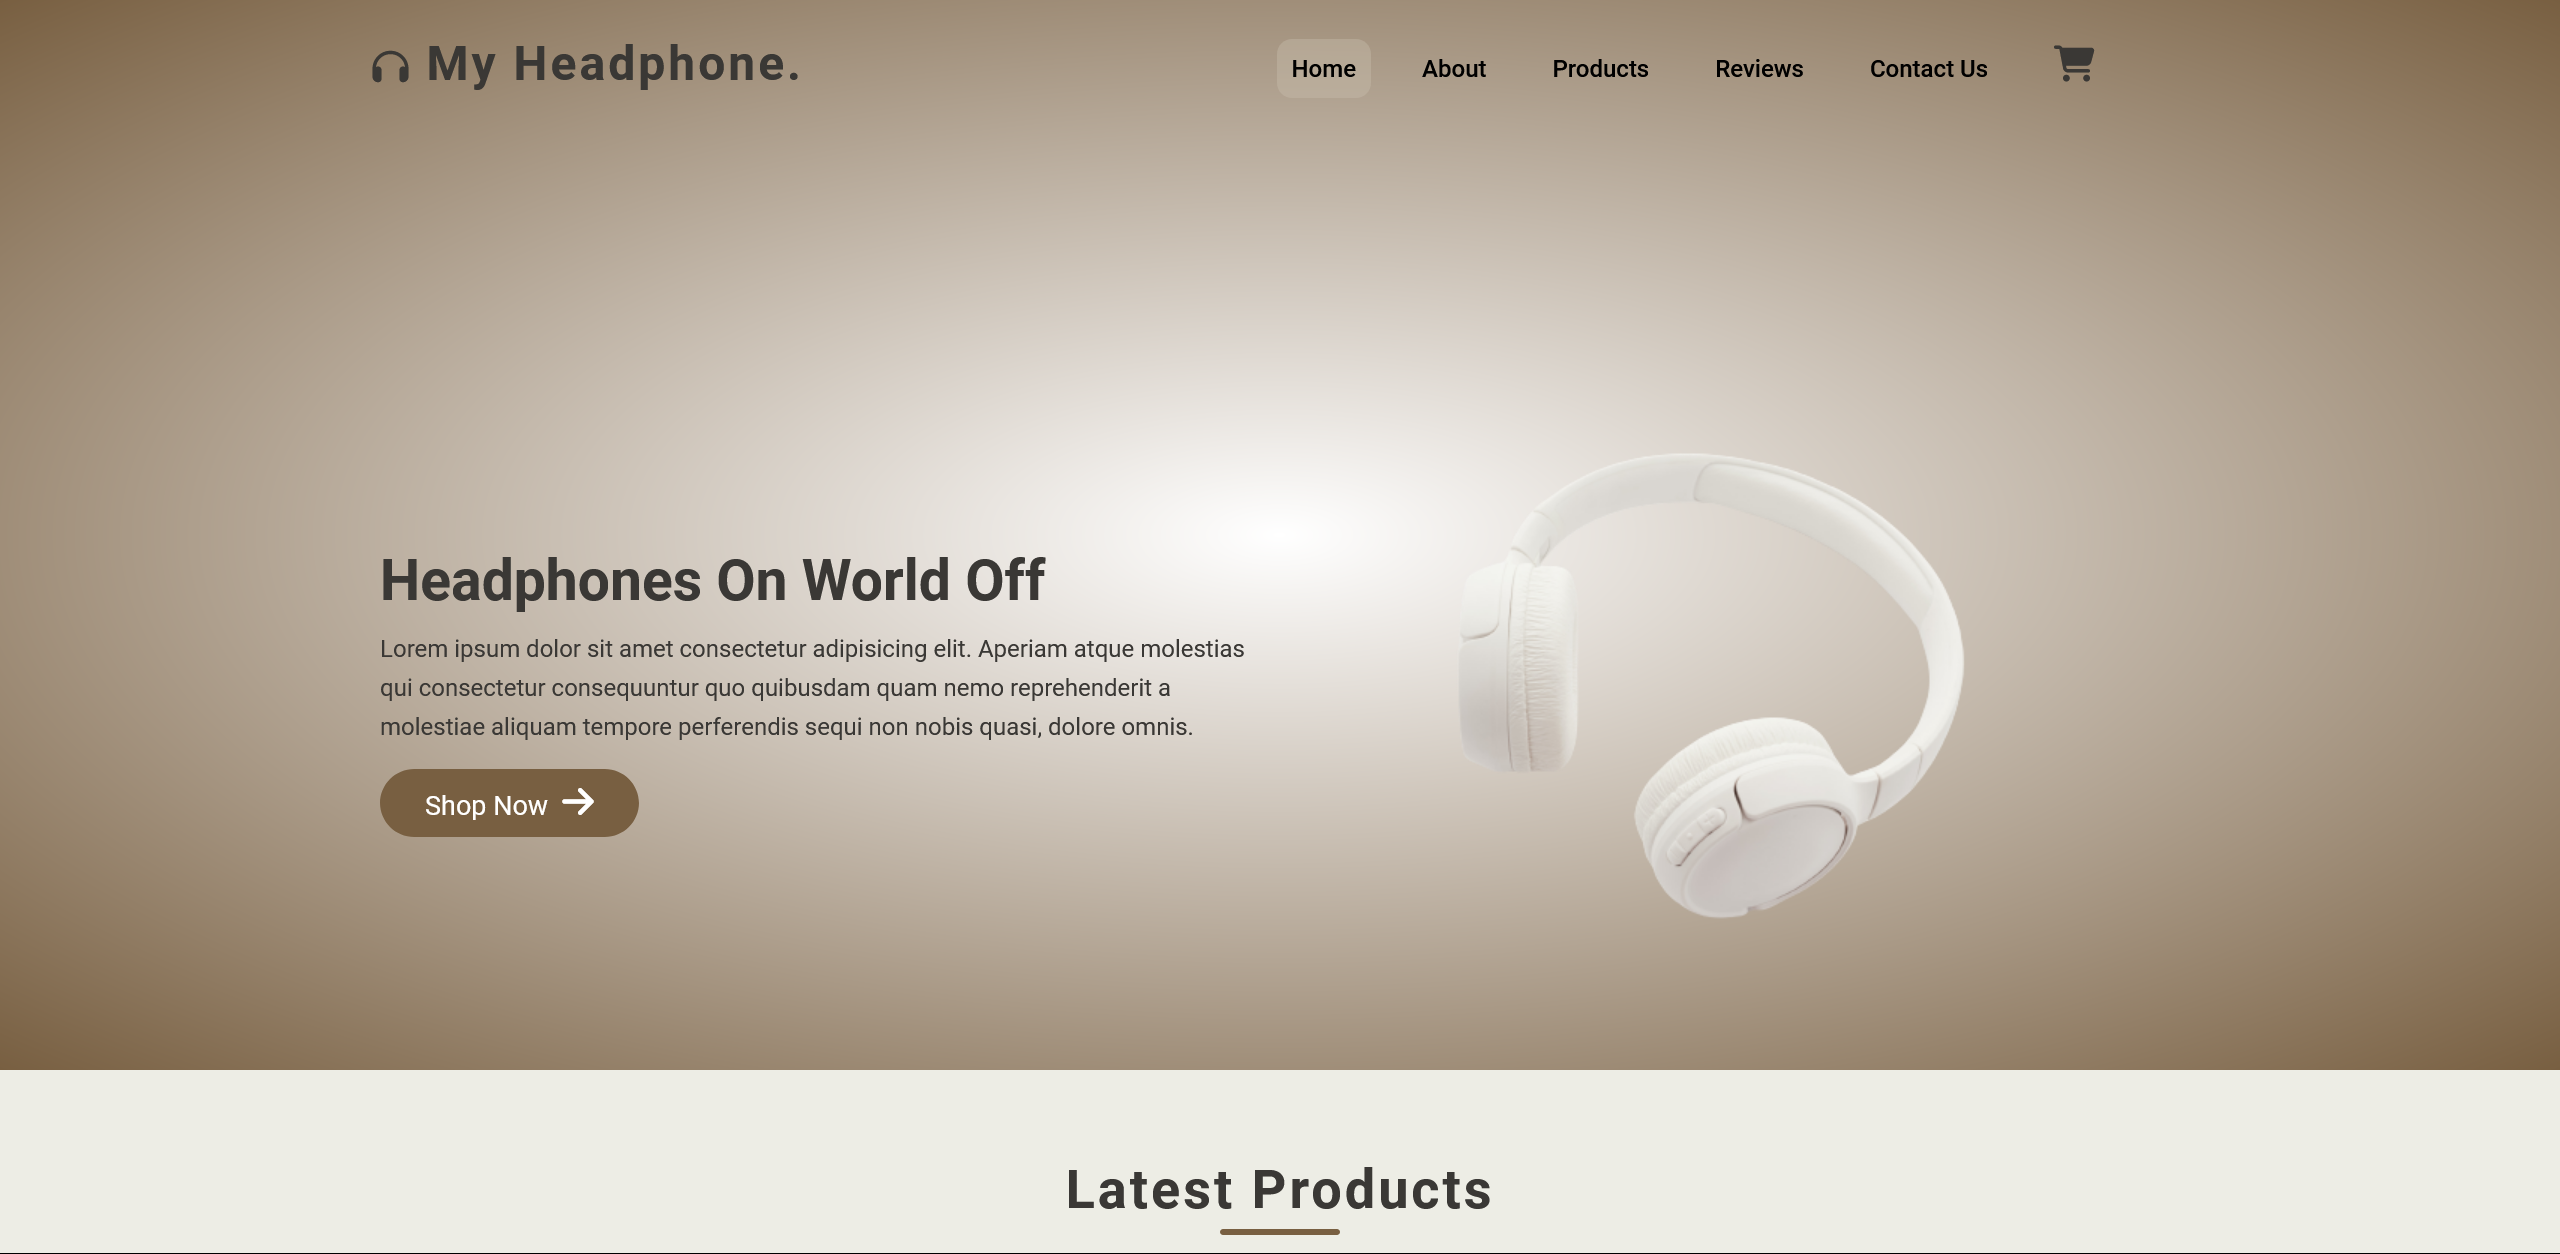 My Headphone.
Home
About
Products
Reviews
Contact Us
Headphones On World Off
Lorem ipsum dolor sit amet consectetur adipisicing elit. Aperiam atque molestias
qui consectetur consequuntur quo quibusdam quam nemo reprehenderit a
molestiae aliquam tempore perferendis sequi non nobis quasi, dolore omnis.
Shop Now
Latest Products